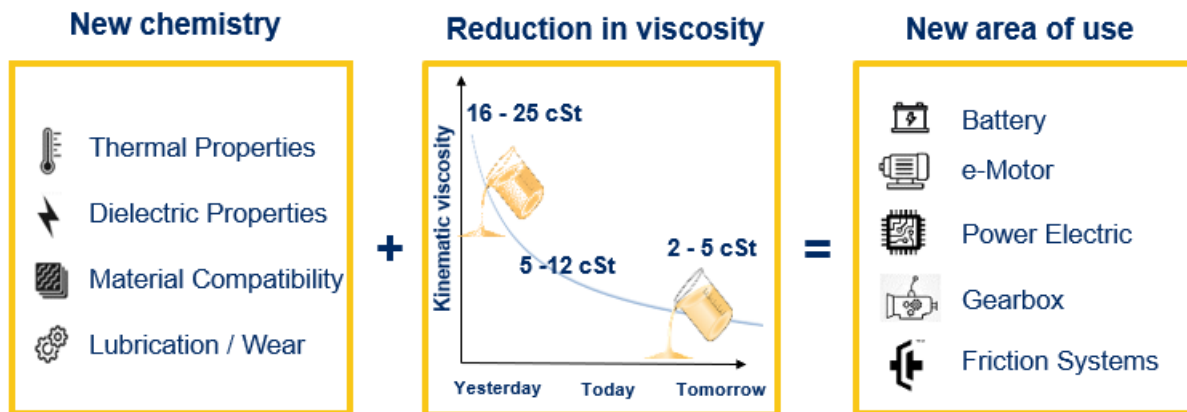 New chemistry
Thermal Properties
Dielectric Properties
Material Compatibility
Lubrication / Wear
+
Reduction in viscosity
Kinematic viscosity
16 - 25 cSt
5 -12 cSt
2 - 5 cSt
Yesterday Today Tomorrow
=
New area of use
Battery
e-Motor
Power Electric
Gearbox
Friction Systems